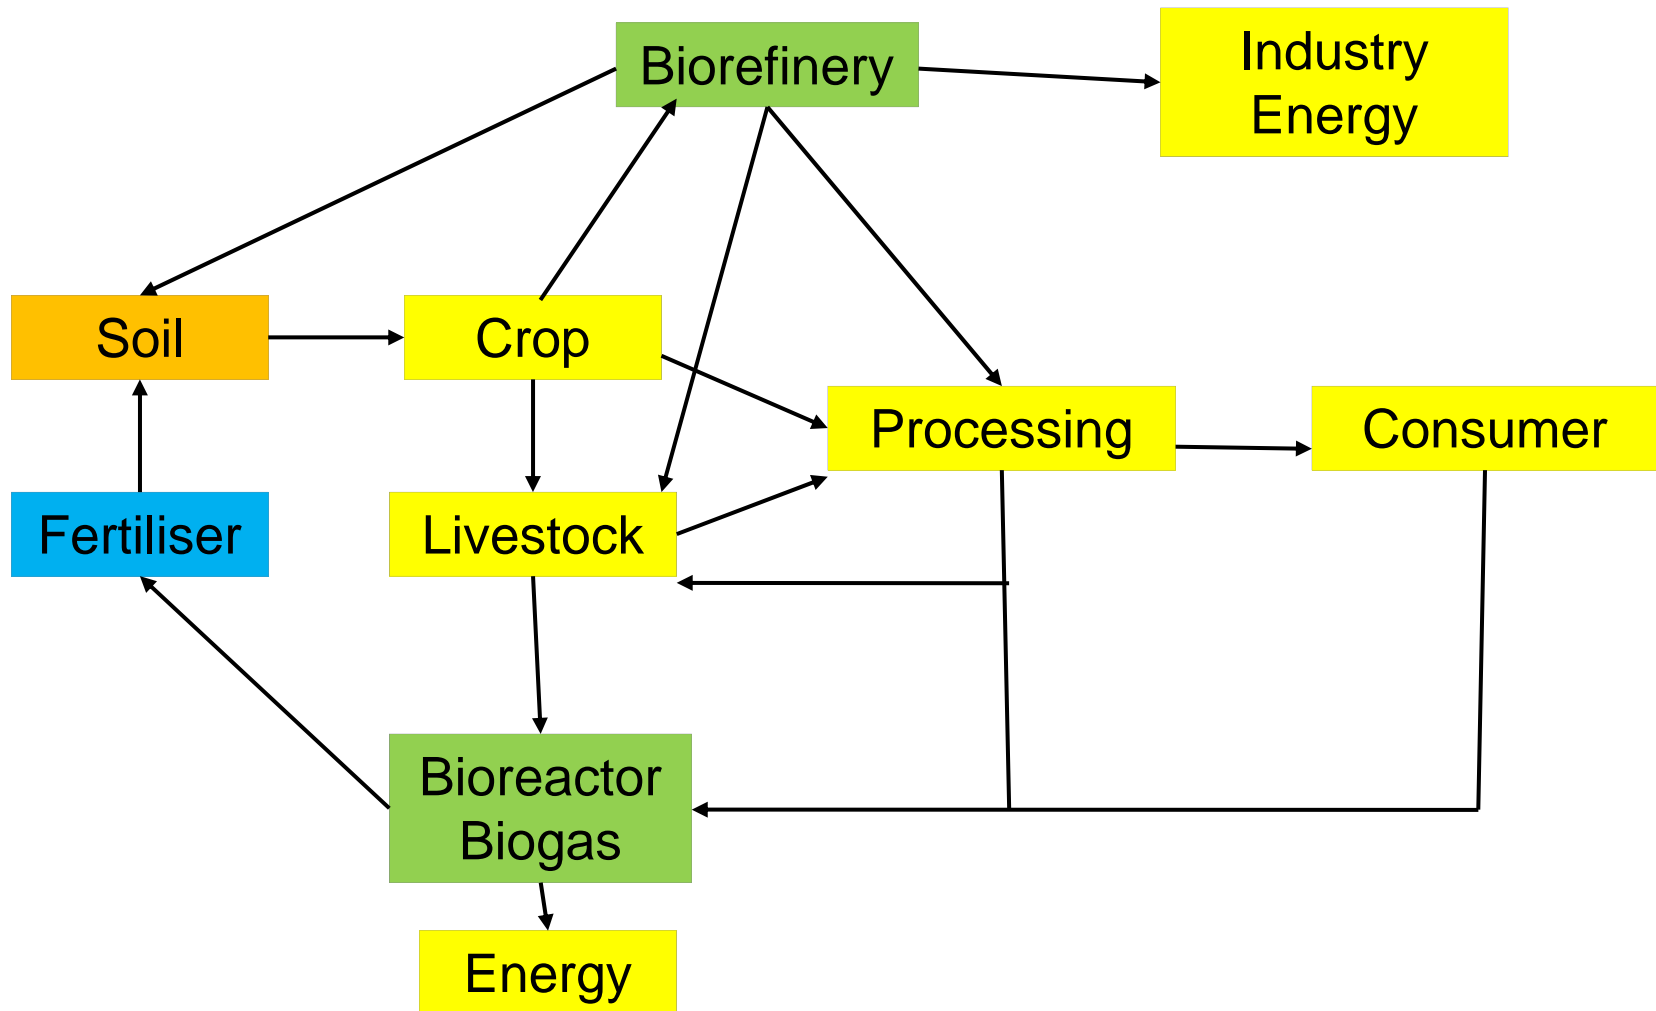 Biorefinery
Industry
Energy
Soil
Crop
Processing
Consumer
Fertiliser
Livestock
Bioreactor
Biogas
Energy